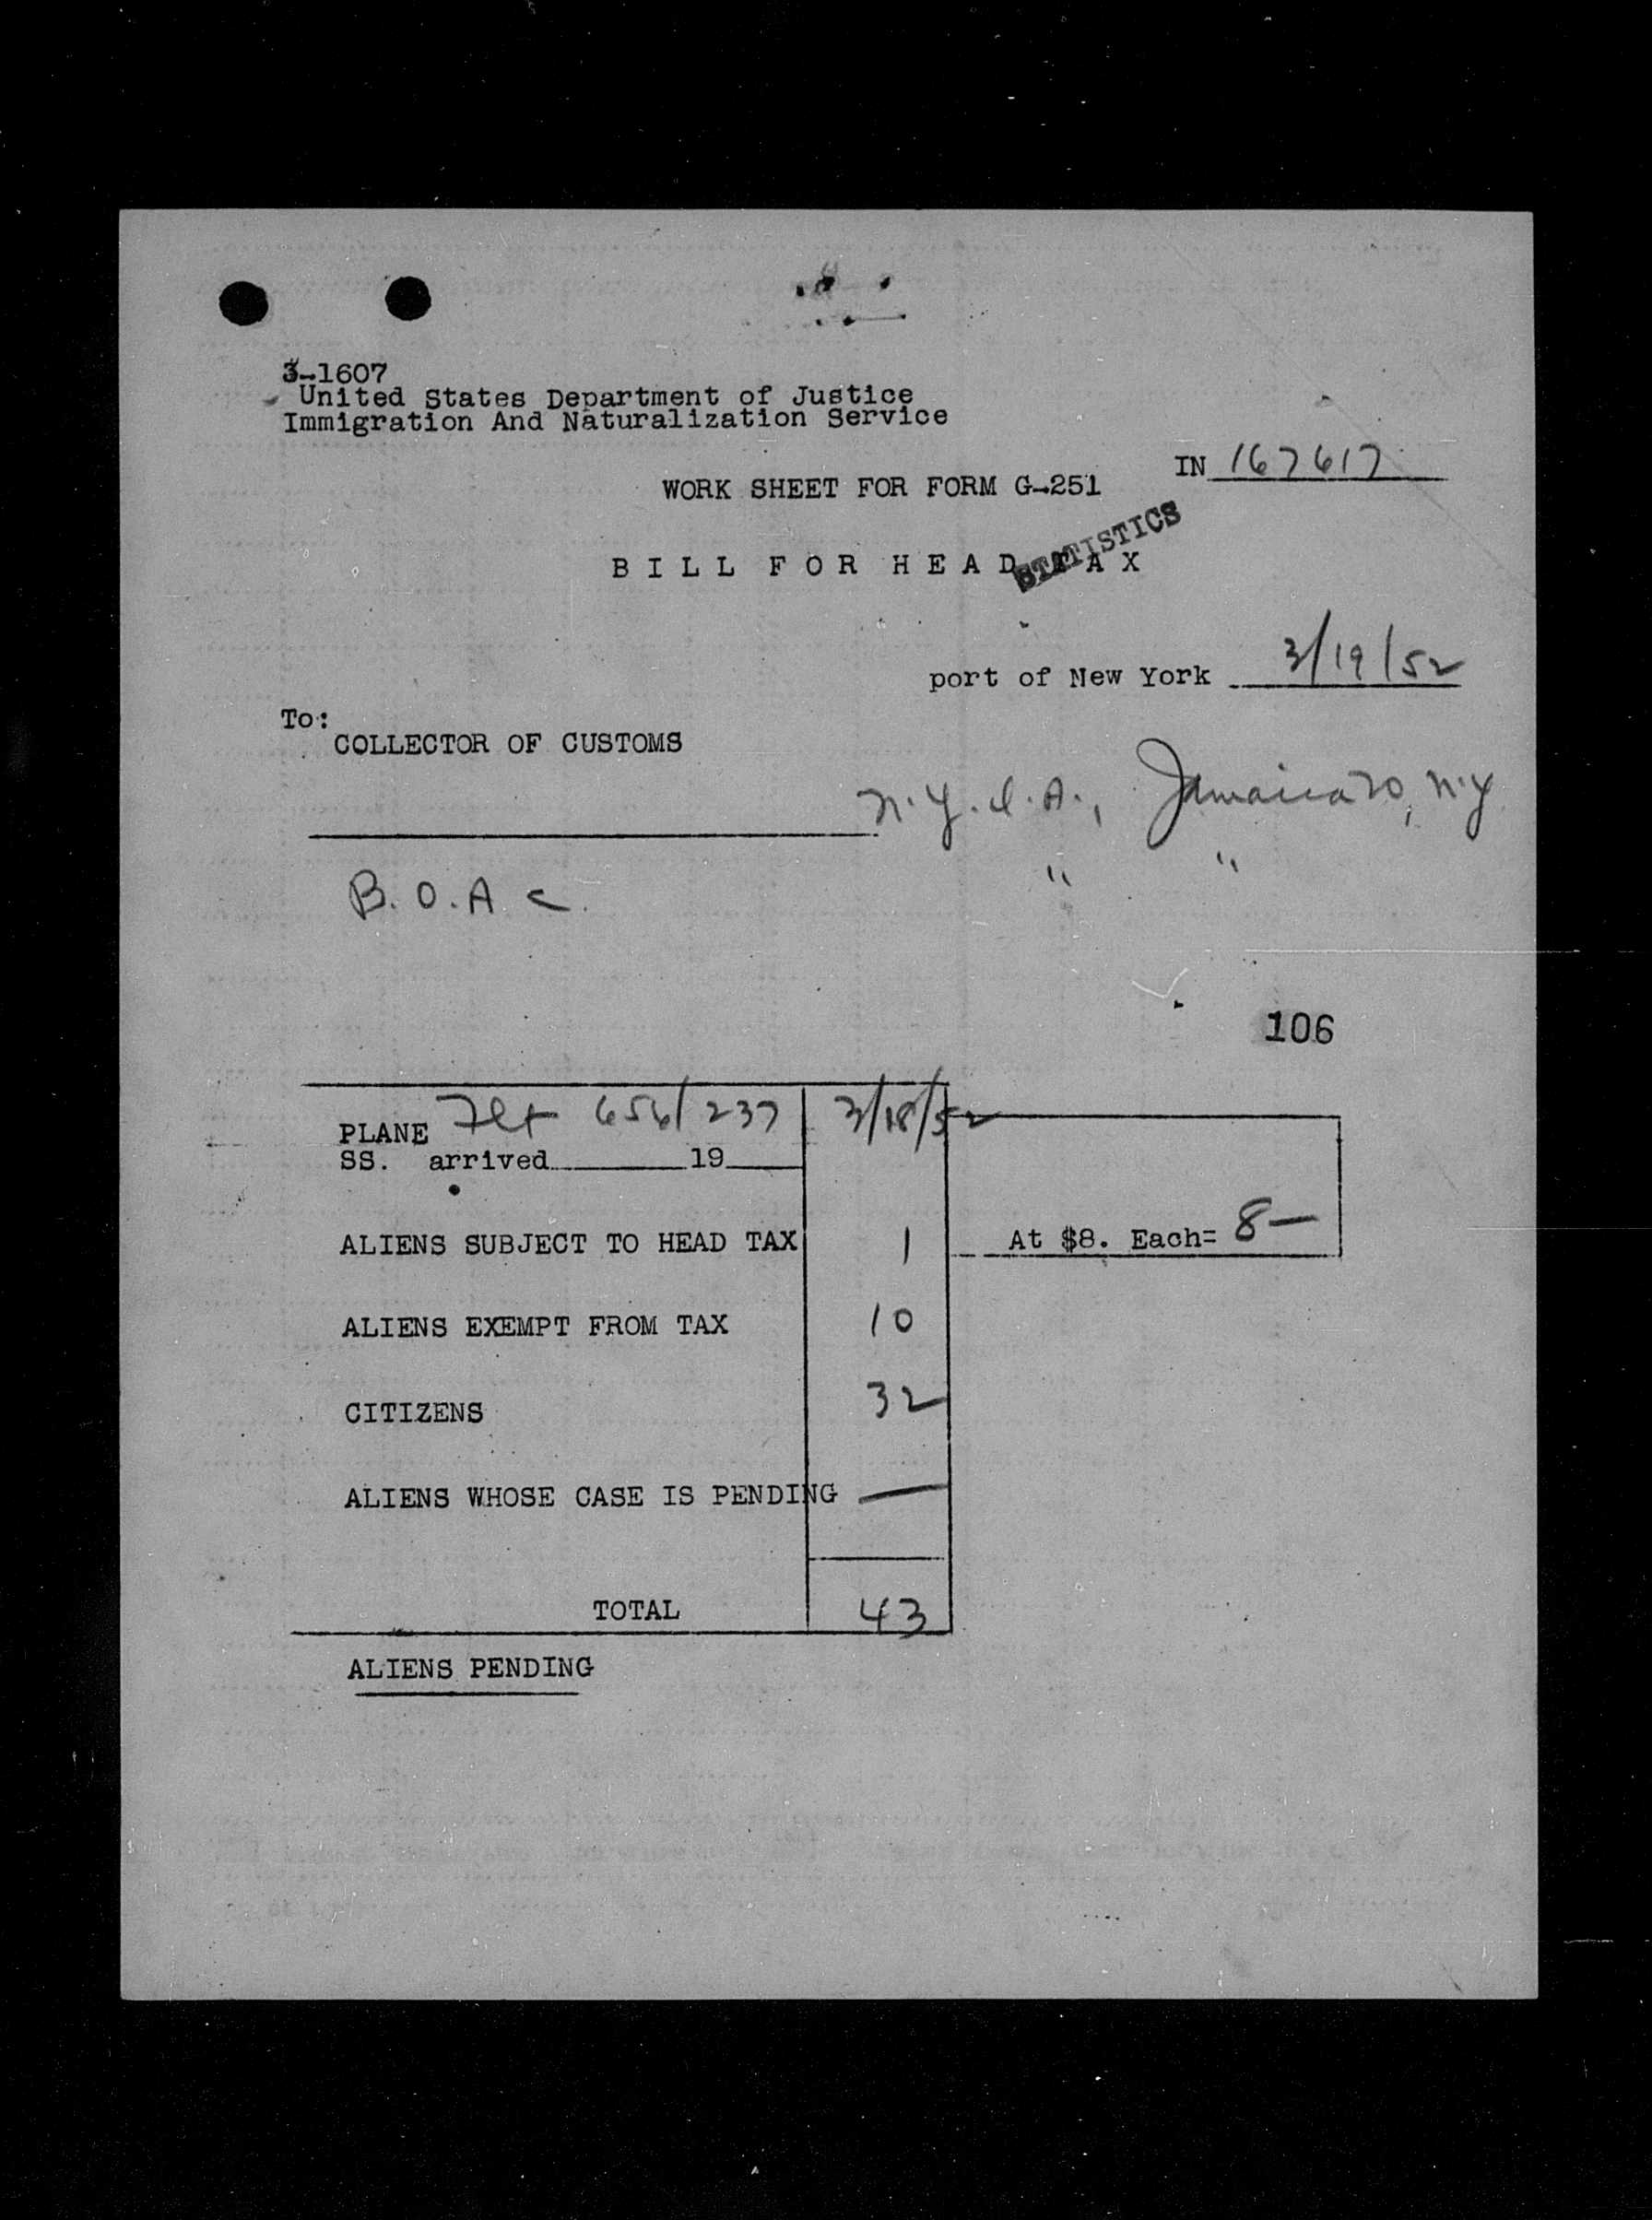 3-1607
United States Department of Justice
Immigration And Naturalization Service
IN 167617
WORK SHEET FOR FORM G-251
STATISTICS
BILL FOR HEAD TAX
port of New York 3/19/52
To:
COLLECTOR OF CUSTOMS
N.Y.I.A., Jamaica 20, N.Y
" "
B.O.A.C.
106
PLANE Flt 656/237 3/18/52
SS. arrived 19
ALIENS SUBJECT TO HEAD TAX 1 At $8. Each= 8—
ALIENS EXEMPT FROM TAX 10
CITIZENS 32
ALIENS WHOSE CASE IS PENDING —
TOTAL 43
ALIENS PENDING